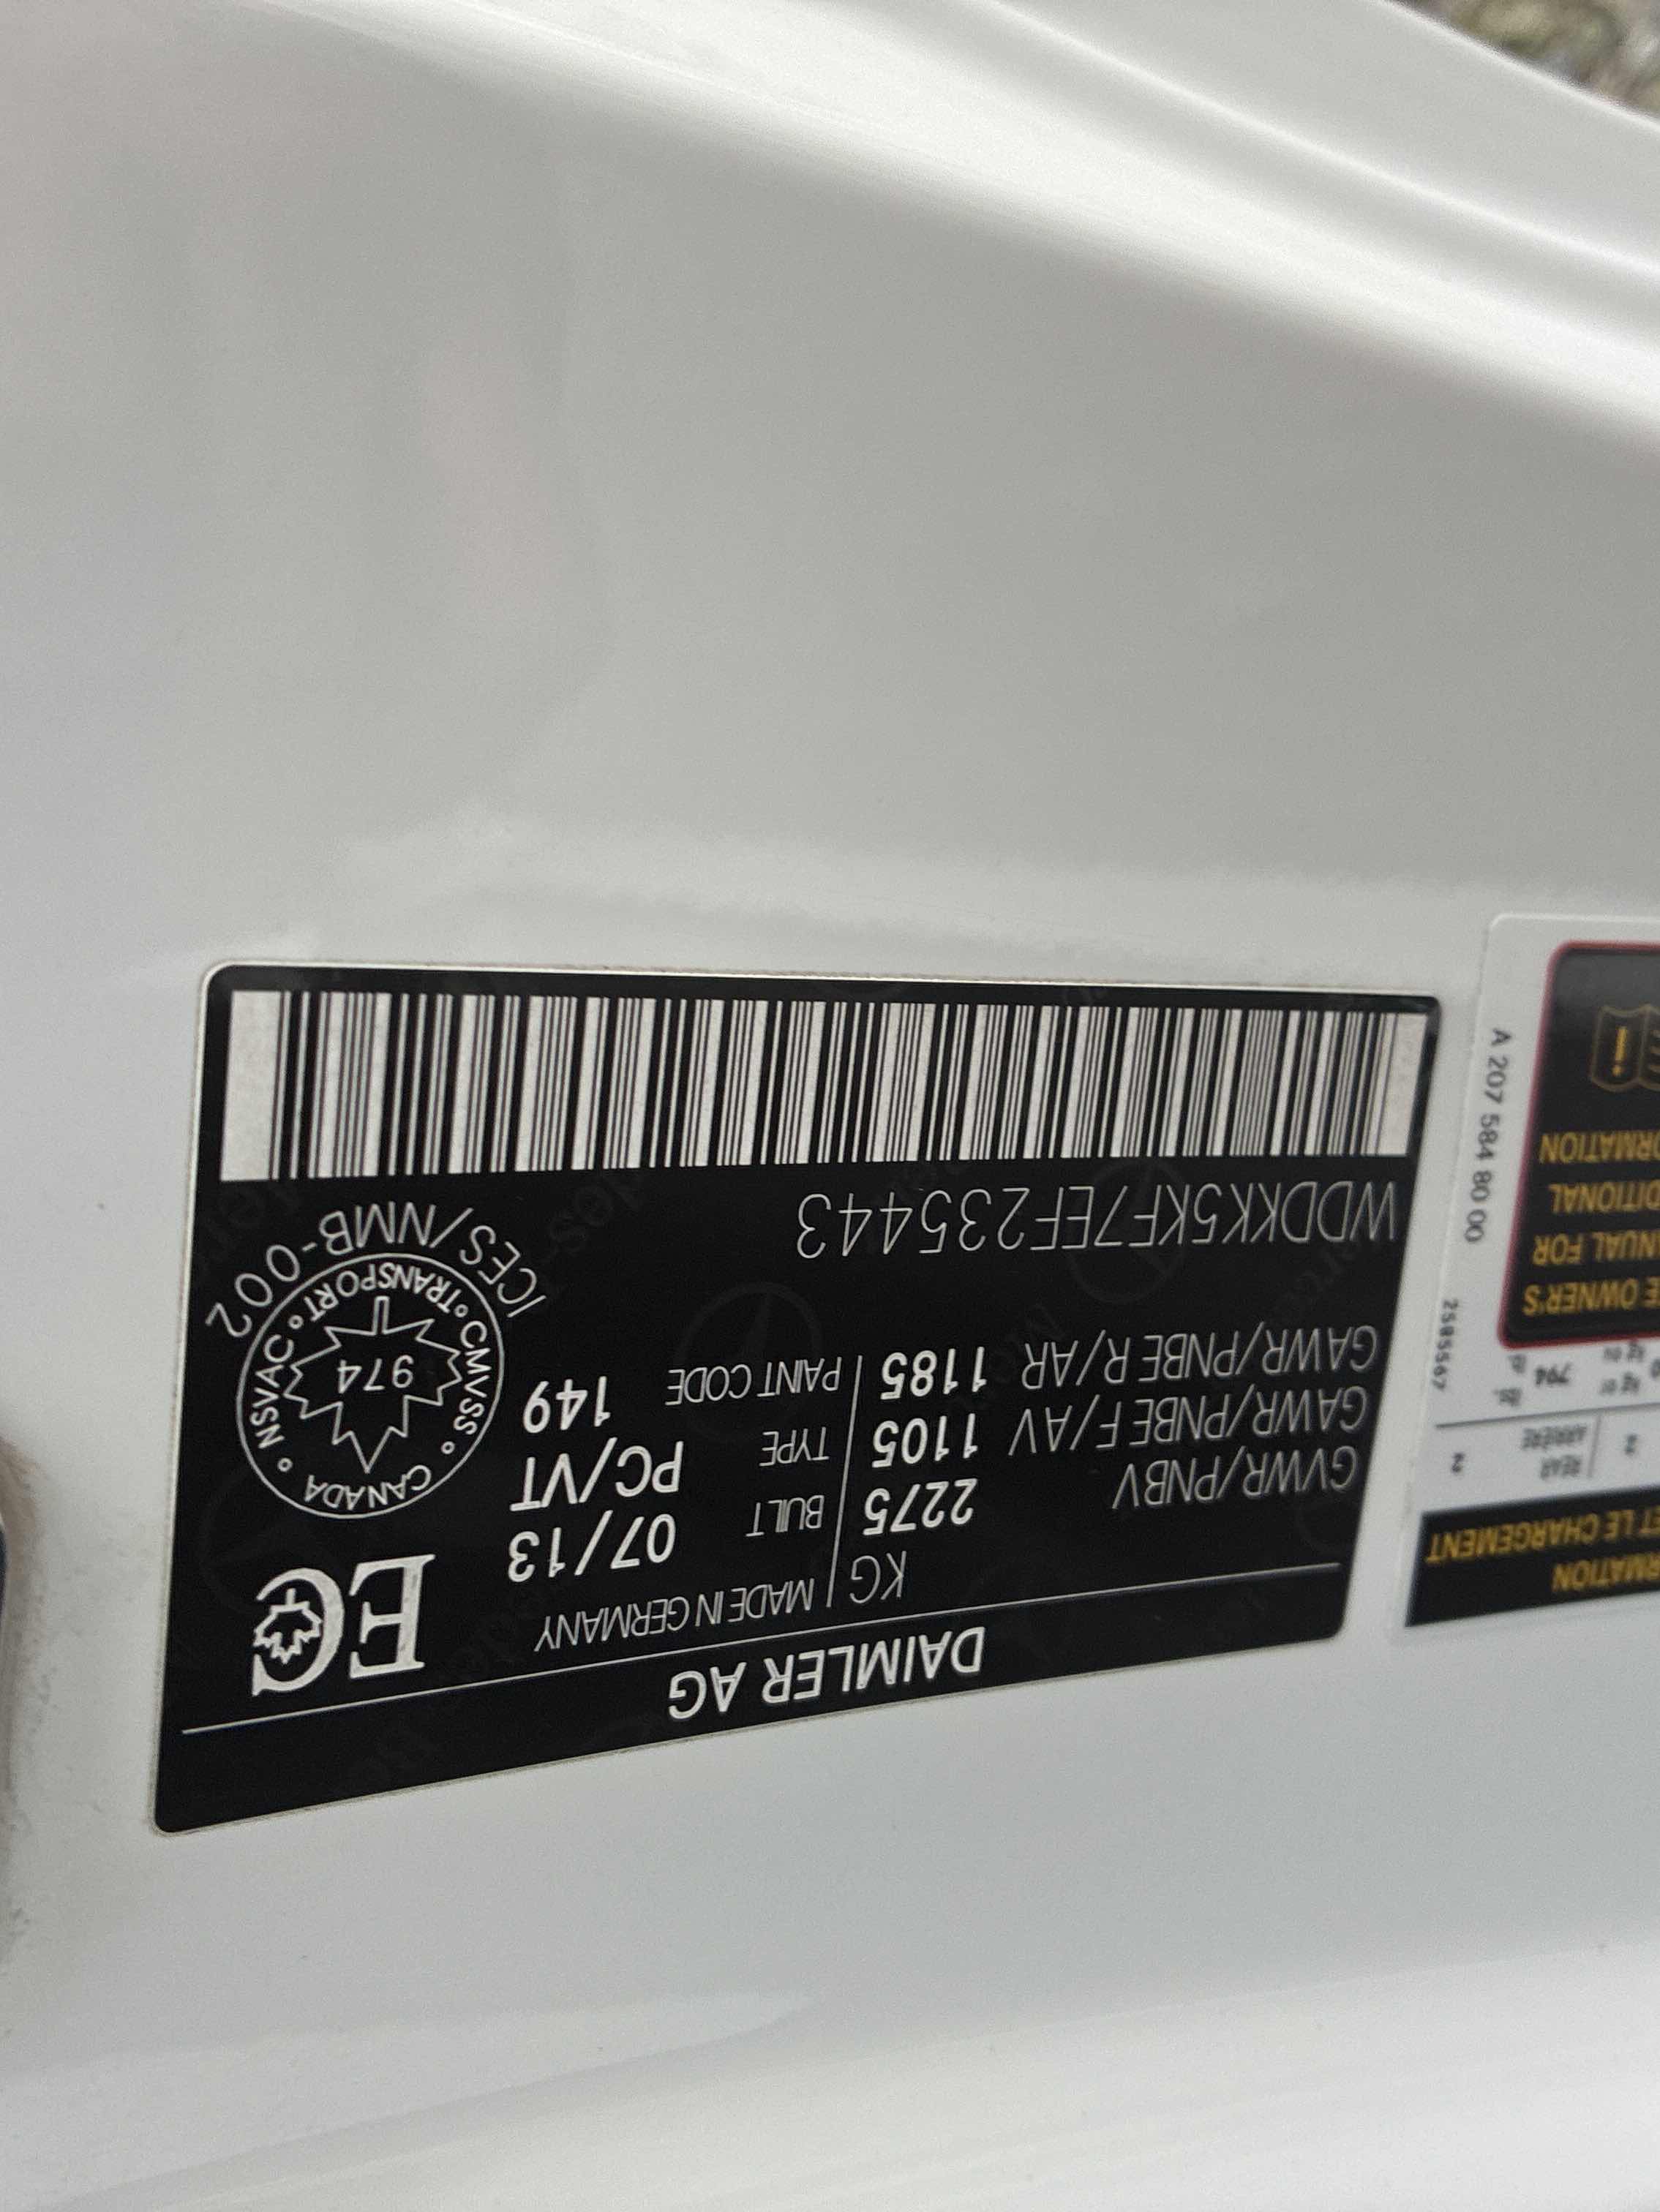 DAIMLER AG
KG
MADE IN GERMANY
GVWR/PNBV 2275
BUILT 07/13
GAWR/PNBE F/AV 1105
TYPE PC/VT
GAWR/PNBE R/AR 1185
PAINT CODE 149
EC
CANADA ∘ CMVSS ∘ TRANSPORT ∘ NSVAC ∘
974
ICES/NMB-002
WDDKK5KF7EF235443
RMATION
ET LE CHARGEMENT
REAR
ARRIÈRE
2
2
794
2585567
E OWNER'S
NUAL FOR
DITIONAL
ORMATION
A 207 584 80 00